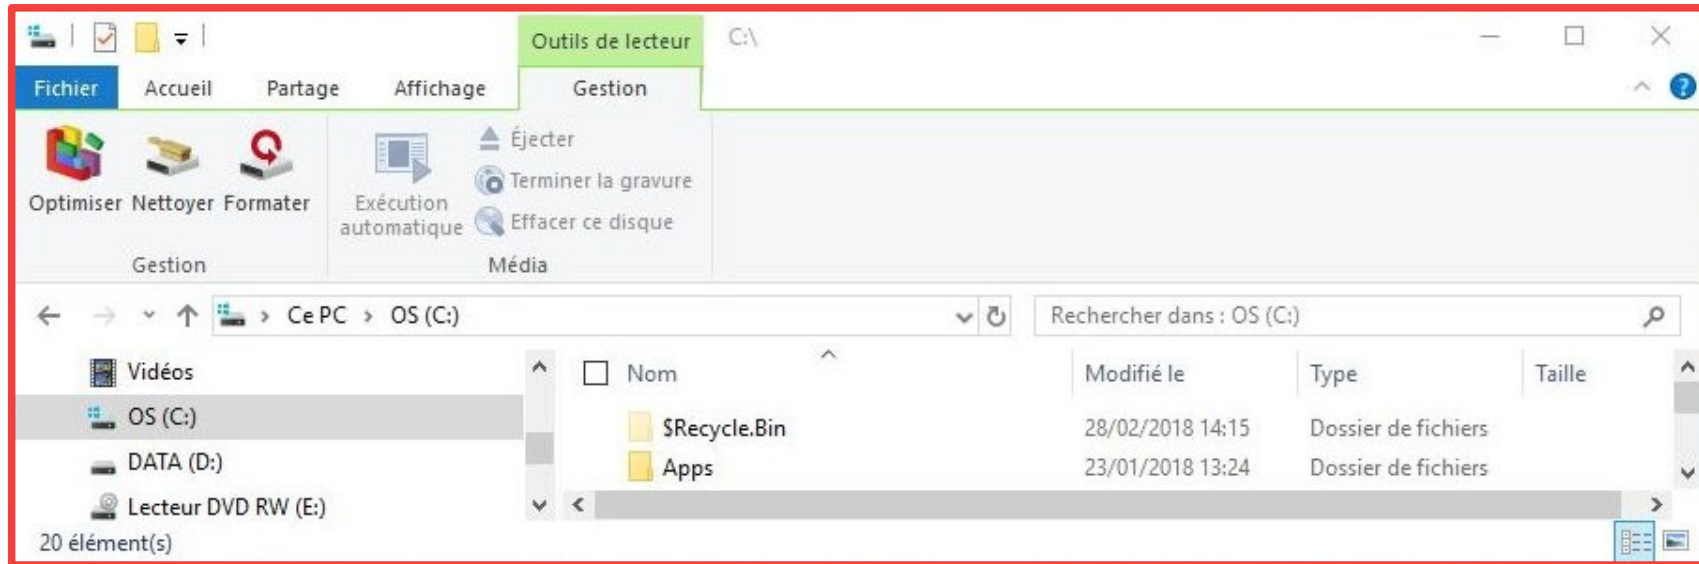 Outils de lecteur C:\
Fichier Accueil Partage Affichage Gestion
Optimiser Nettoyer Formater
Exécution automatique
Éjecter
Terminer la gravure
Effacer ce disque
Gestion Média
Ce PC > OS (C:) Rechercher dans : OS (C:)
Vidéos
OS (C:)
DATA (D:)
Lecteur DVD RW (E:)
Nom Modifié le Type Taille
$Recycle.Bin 28/02/2018 14:15 Dossier de fichiers
Apps 23/01/2018 13:24 Dossier de fichiers
20 élément(s)